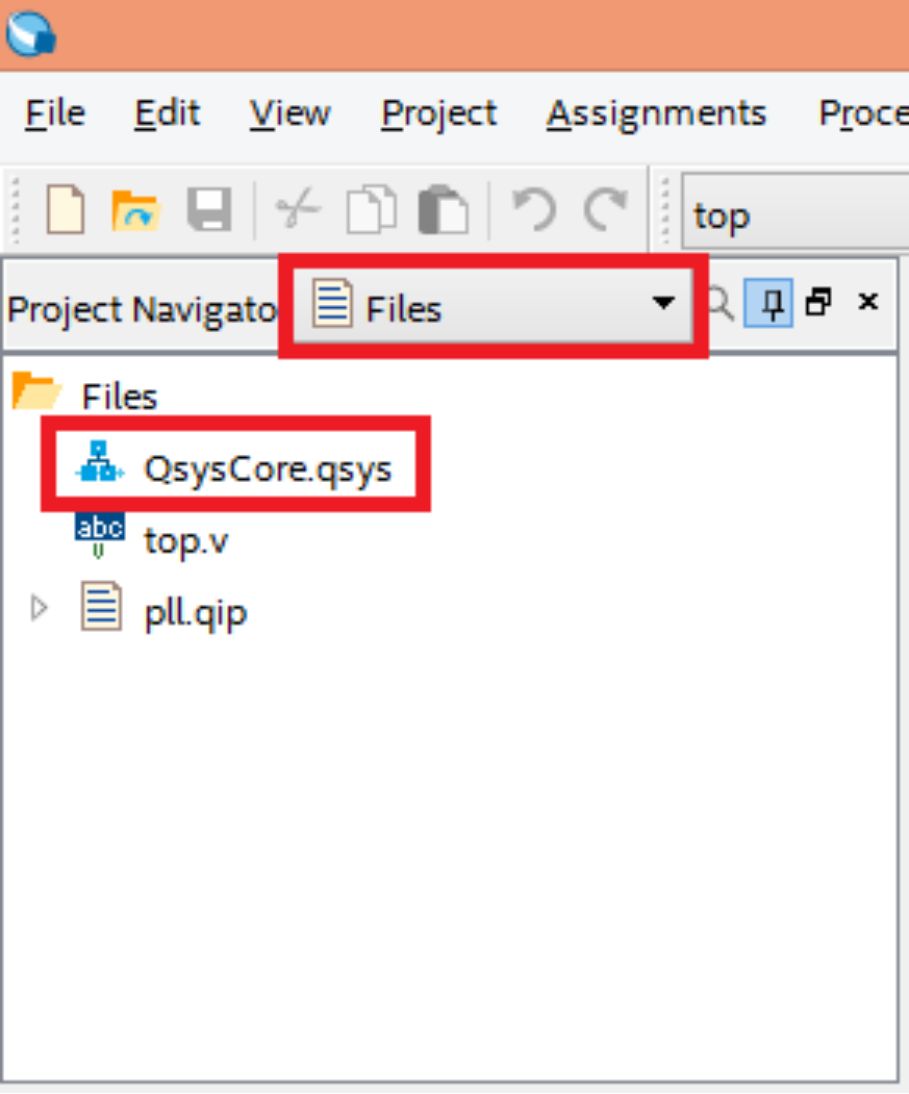 File Edit View Project Assignments Proce
top
Project Navigato Files
Files
QsysCore.qsys
abc
top.v
pll.qip